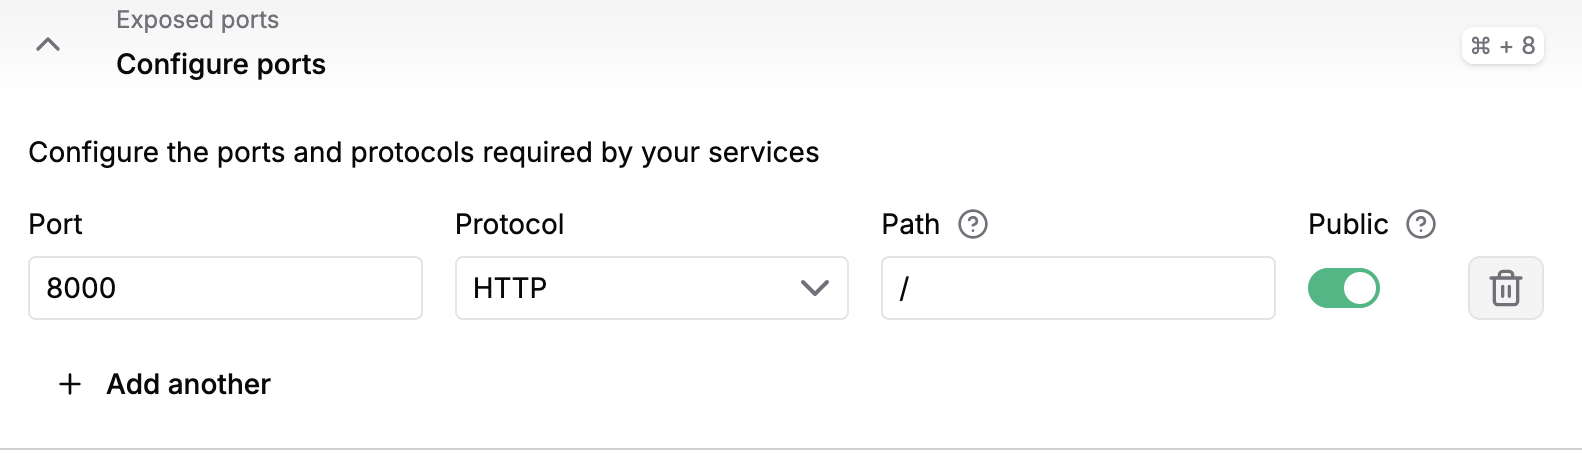 Exposed ports
Configure ports
⌘ + 8
Configure the ports and protocols required by your services
Port Protocol Path ? Public ?
8000 HTTP /
+ Add another